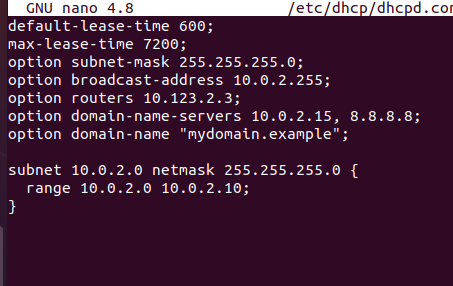 GNU nano 4.8 /etc/dhcp/dhcpd.con
default-lease-time 600;
max-lease-time 7200;
option subnet-mask 255.255.255.0;
option broadcast-address 10.0.2.255;
option routers 10.123.2.3;
option domain-name-servers 10.0.2.15, 8.8.8.8;
option domain-name "mydomain.example";
subnet 10.0.2.0 netmask 255.255.255.0 {
range 10.0.2.0 10.0.2.10;
}